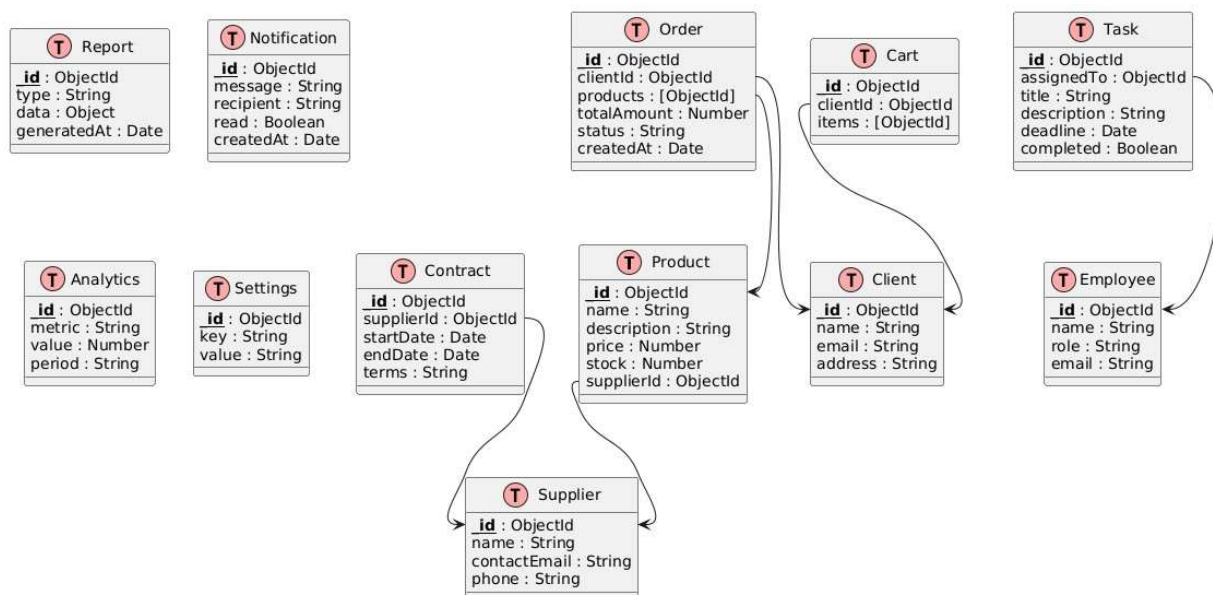 T Report
_id : ObjectId
type : String
data : Object
generatedAt : Date
T Notification
_id : ObjectId
message : String
recipient : String
read : Boolean
createdAt : Date
T Order
_id : ObjectId
clientId : ObjectId
products : [ObjectId]
totalAmount : Number
status : String
createdAt : Date
T Cart
_id : ObjectId
clientId : ObjectId
items : [ObjectId]
T Task
_id : ObjectId
assignedTo : ObjectId
title : String
description : String
deadline : Date
completed : Boolean
T Analytics
_id : ObjectId
metric : String
value : Number
period : String
T Settings
_id : ObjectId
key : String
value : String
T Contract
_id : ObjectId
supplierId : ObjectId
startDate : Date
endDate : Date
terms : String
T Product
_id : ObjectId
name : String
description : String
price : Number
stock : Number
supplierId : ObjectId
T Client
_id : ObjectId
name : String
email : String
address : String
T Employee
_id : ObjectId
name : String
role : String
email : String
T Supplier
_id : ObjectId
name : String
contactEmail : String
phone : String